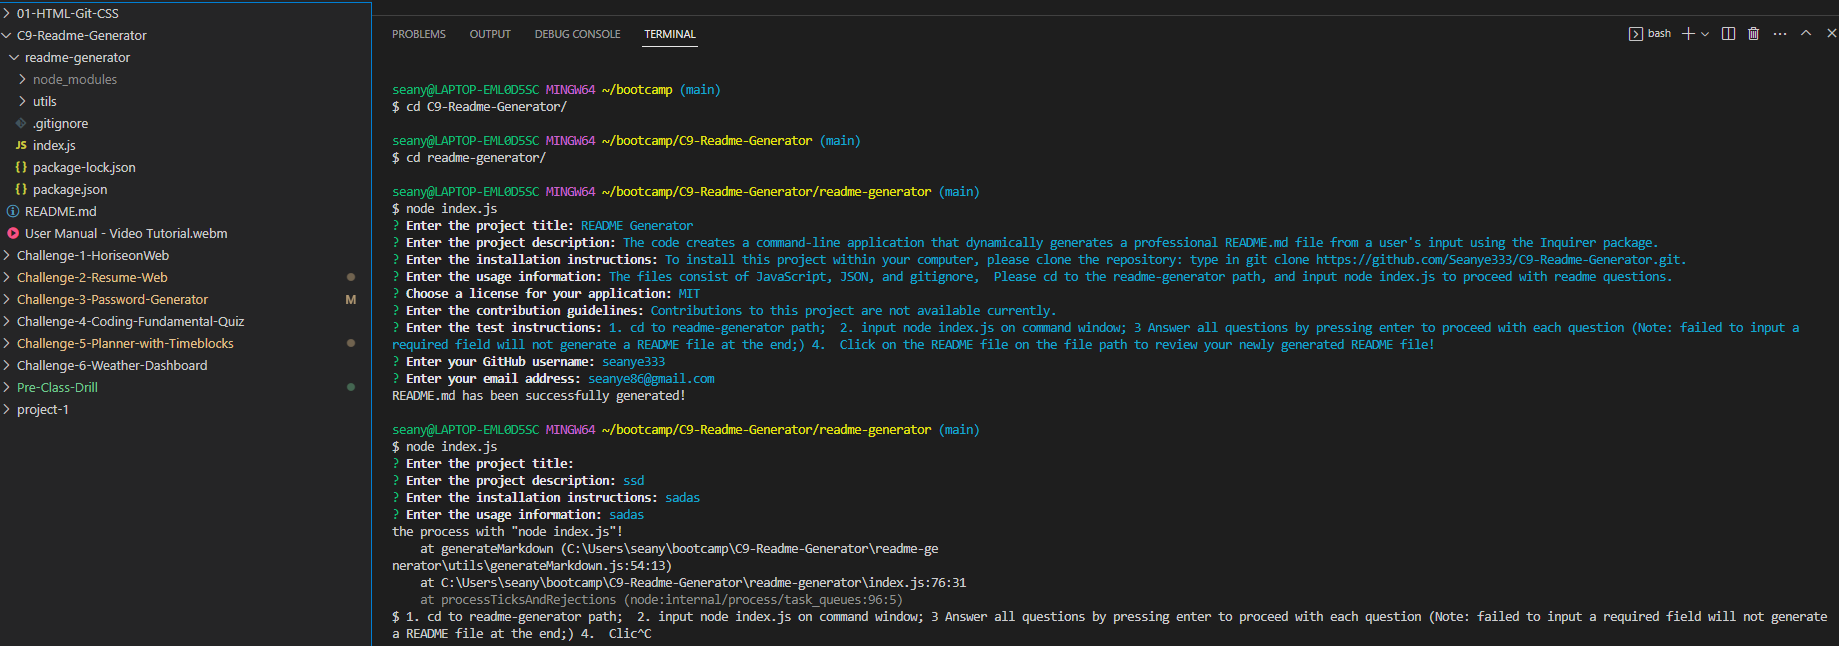 01-HTML-Git-CSS
C9-Readme-Generator
readme-generator
node_modules
utils
.gitignore
JS index.js
{} package-lock.json
{} package.json
README.md
User Manual - Video Tutorial.webm
Challenge-1-HoriseonWeb
Challenge-2-Resume-Web
Challenge-3-Password-Generator M
Challenge-4-Coding-Fundamental-Quiz
Challenge-5-Planner-with-Timeblocks
Challenge-6-Weather-Dashboard
Pre-Class-Drill
project-1
PROBLEMS OUTPUT DEBUG CONSOLE TERMINAL bash
seany@LAPTOP-EML0D5SC MINGW64 ~/bootcamp (main)
$ cd C9-Readme-Generator/
seany@LAPTOP-EML0D5SC MINGW64 ~/bootcamp/C9-Readme-Generator (main)
$ cd readme-generator/
seany@LAPTOP-EML0D5SC MINGW64 ~/bootcamp/C9-Readme-Generator/readme-generator (main)
$ node index.js
? Enter the project title: README Generator
? Enter the project description: The code creates a command-line application that dynamically generates a professional README.md file from a user's input using the Inquirer package.
? Enter the installation instructions: To install this project within your computer, please clone the repository: type in git clone https://github.com/Seanye333/C9-Readme-Generator.git.
? Enter the usage information: The files consist of JavaScript, JSON, and gitignore,  Please cd to the readme-generator path, and input node index.js to proceed with readme questions.
? Choose a license for your application: MIT
? Enter the contribution guidelines: Contributions to this project are not available currently.
? Enter the test instructions: 1. cd to readme-generator path;  2. input node index.js on command window; 3 Answer all questions by pressing enter to proceed with each question (Note: failed to input a
required field will not generate a README file at the end;) 4.  Click on the README file on the file path to review your newly generated README file!
? Enter your GitHub username: seanye333
? Enter your email address: seanye86@gmail.com
README.md has been successfully generated!
seany@LAPTOP-EML0D5SC MINGW64 ~/bootcamp/C9-Readme-Generator/readme-generator (main)
$ node index.js
? Enter the project title:
? Enter the project description: ssd
? Enter the installation instructions: sadas
? Enter the usage information: sadas
the process with "node index.js"!
at generateMarkdown (C:\Users\seany\bootcamp\C9-Readme-Generator\readme-ge
nerator\utils\generateMarkdown.js:54:13)
at C:\Users\seany\bootcamp\C9-Readme-Generator\readme-generator\index.js:76:31
at processTicksAndRejections (node:internal/process/task_queues:96:5)
$ 1. cd to readme-generator path;  2. input node index.js on command window; 3 Answer all questions by pressing enter to proceed with each question (Note: failed to input a required field will not generate
a README file at the end;) 4.  Clic^C